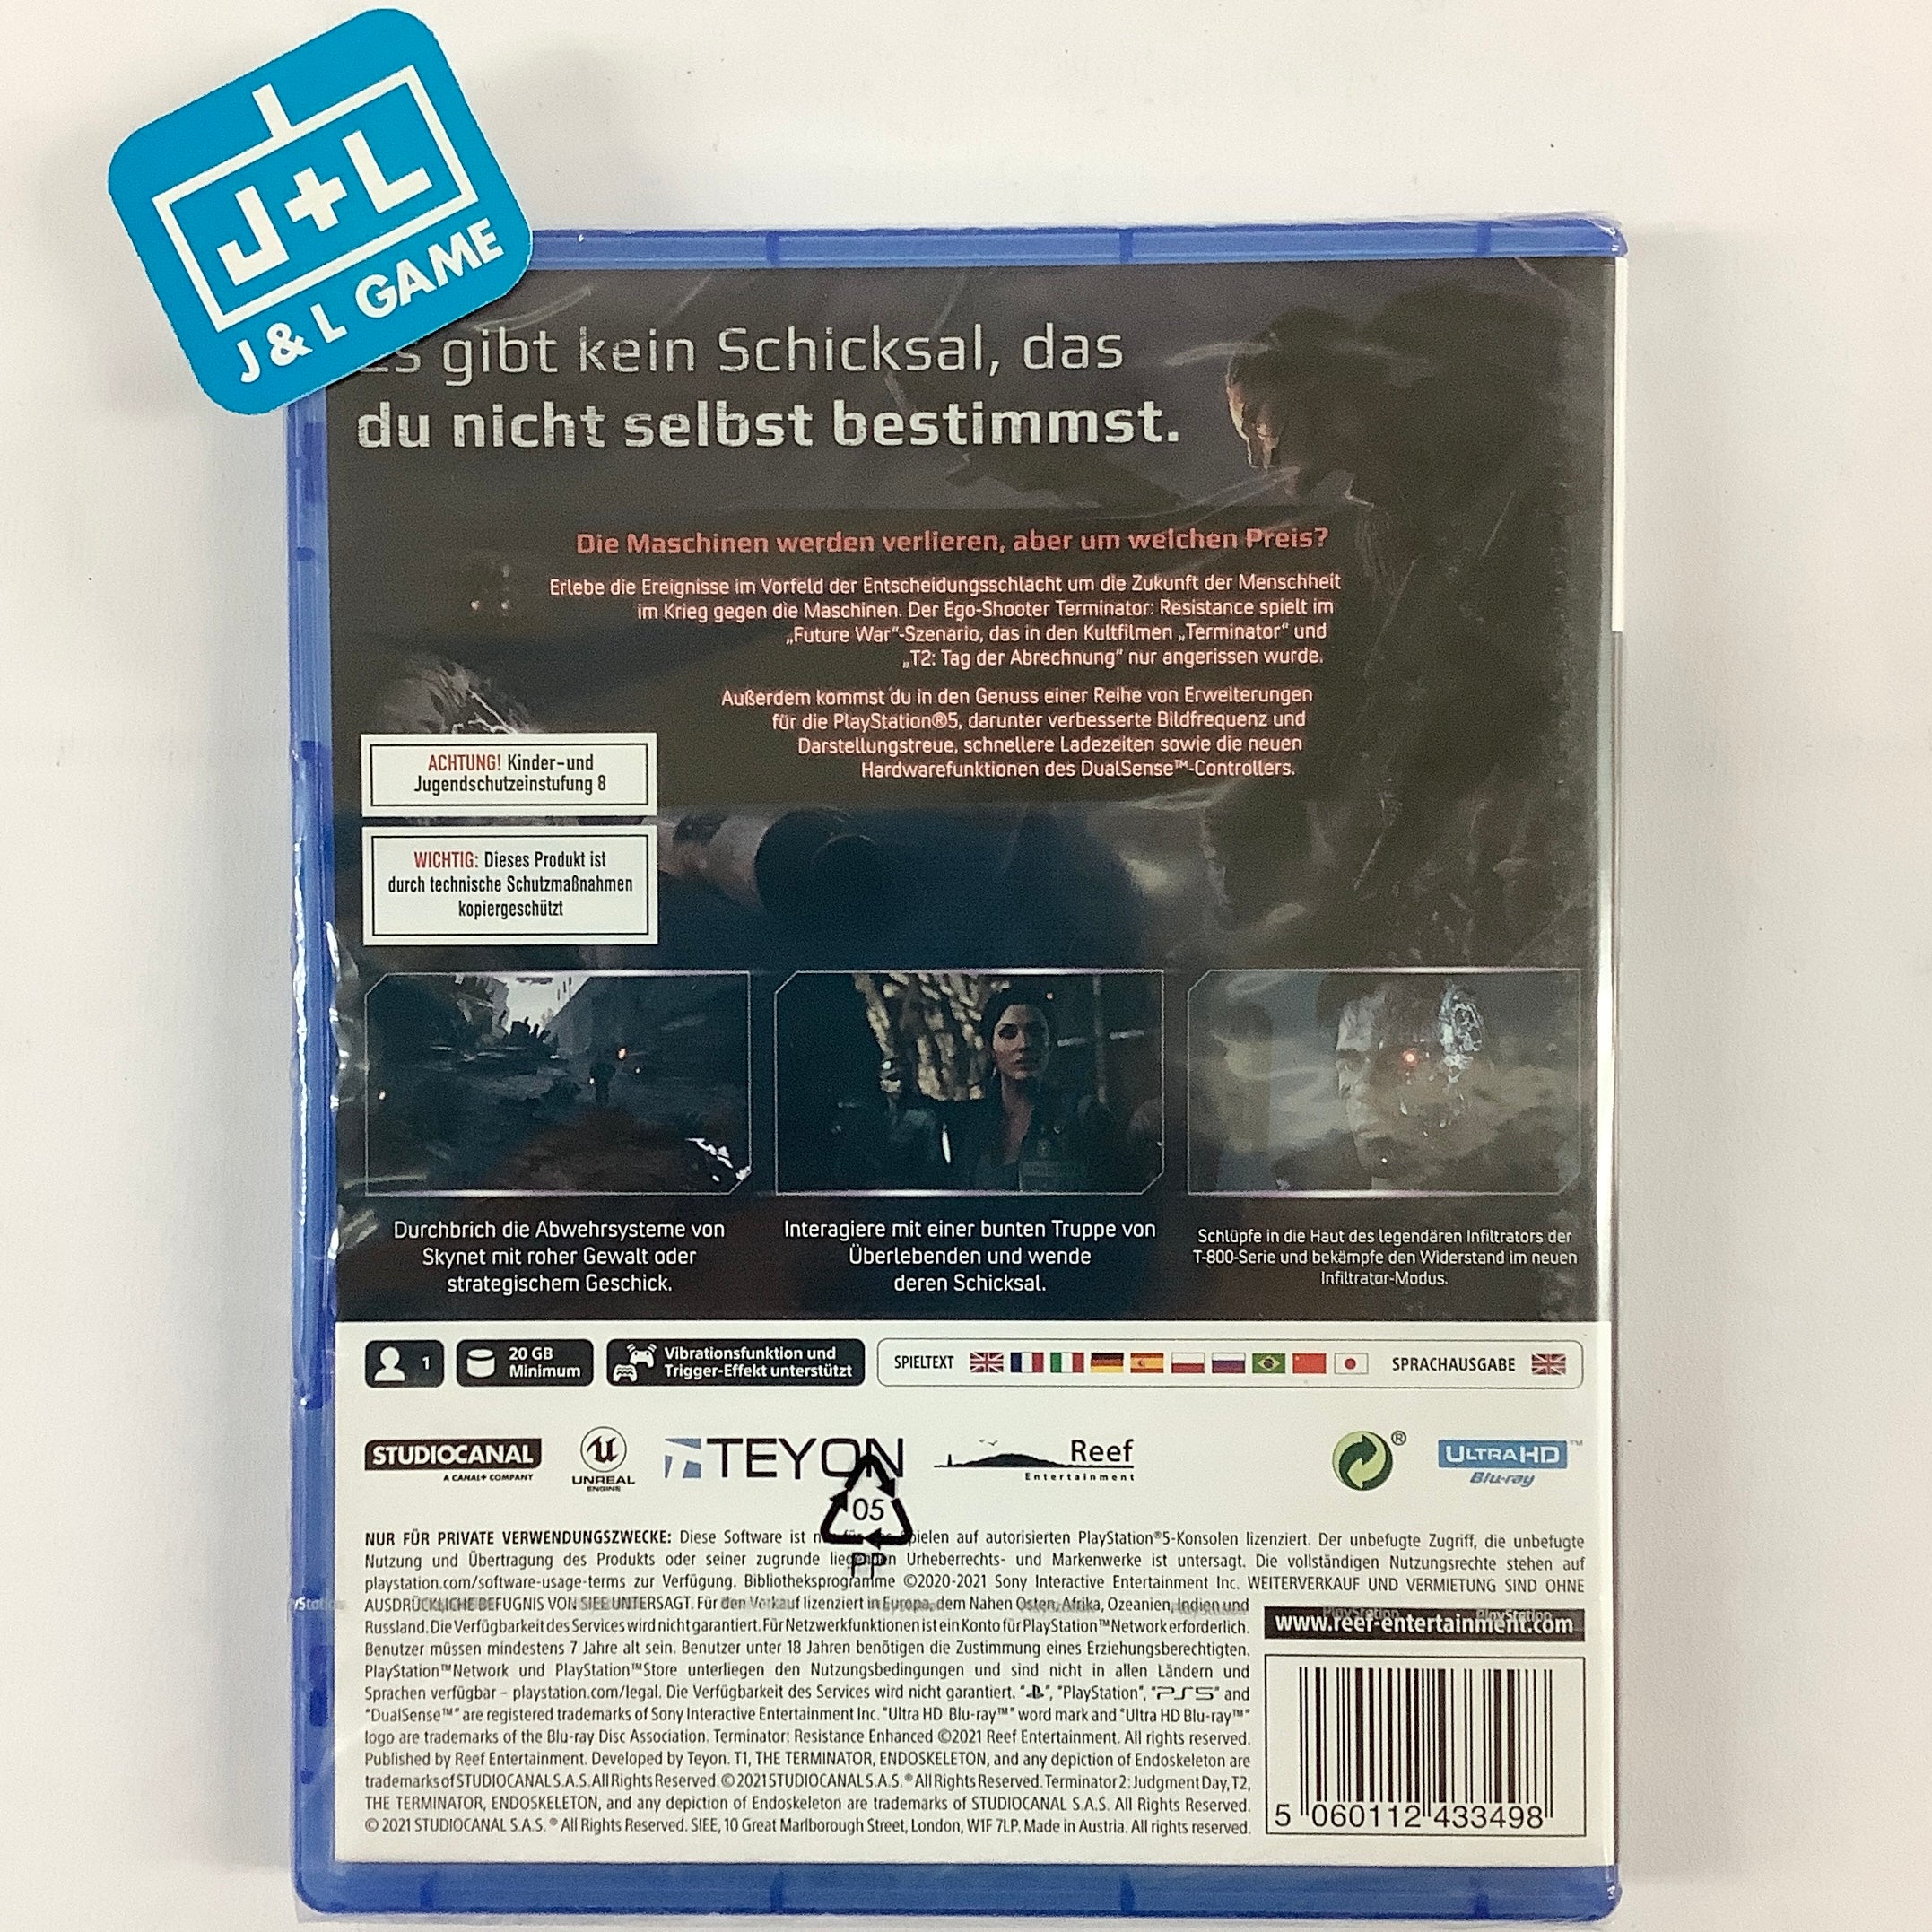 J+L
J & L GAME
Es gibt kein Schicksal, das
du nicht selbst bestimmst.
Die Maschinen werden verlieren, aber um welchen Preis?
Erlebe die Ereignisse im Vorfeld der Entscheidungsschlacht um die Zukunft der Menschheit
im Krieg gegen die Maschinen. Der Ego-Shooter Terminator: Resistance spielt im
„Future War“-Szenario, das in den Kultfilmen „Terminator“ und
„T2: Tag der Abrechnung“ nur angerissen wurde.
Außerdem kommst du in den Genuss einer Reihe von Erweiterungen
für die PlayStation®5, darunter verbesserte Bildfrequenz und
Darstellungstreue, schnellere Ladezeiten sowie die neuen
Hardwarefunktionen des DualSense™-Controllers.
ACHTUNG! Kinder-und
Jugendschutzeinstufung 8
WICHTIG: Dieses Produkt ist
durch technische Schutzmaßnahmen
kopiergeschützt
Durchbrich die Abwehrsysteme von
Skynet mit roher Gewalt oder
strategischem Geschick.
Interagiere mit einer bunten Truppe von
Überlebenden und wende
deren Schicksal.
Schlüpfe in die Haut des legendären Infiltrators der
T-800-Serie und bekämpfe den Widerstand im neuen
Infiltrator-Modus.
1
20 GB
Minimum
Vibrationsfunktion und
Trigger-Effekt unterstützt
SPIELTEXT
SPRACHAUSGABE
STUDIOCANAL
A CANAL+ COMPANY
UNREAL
ENGINE
TEYON
Reef
Entertainment
®
ULTRA HD™
Blu-ray
05
PP
NUR FÜR PRIVATE VERWENDUNGSZWECKE: Diese Software ist nur für das Spielen auf autorisierten PlayStation®5-Konsolen lizenziert. Der unbefugte Zugriff, die unbefugte
Nutzung und Übertragung des Produkts oder seiner zugrunde liegenden Urheberrechts- und Markenwerke ist untersagt. Die vollständigen Nutzungsrechte stehen auf
playstation.com/software-usage-terms zur Verfügung. Bibliotheksprogramme ©2020-2021 Sony Interactive Entertainment Inc. WEITERVERKAUF UND VERMIETUNG SIND OHNE
AUSDRÜCKLICHE BEFUGNIS VON SIEE UNTERSAGT. Für den Verkauf lizenziert in Europa, dem Nahen Osten, Afrika, Ozeanien, Indien und
Russland. Die Verfügbarkeit des Services wird nicht garantiert. Für Netzwerkfunktionen ist ein Konto für PlayStation™Network erforderlich.
Benutzer müssen mindestens 7 Jahre alt sein. Benutzer unter 18 Jahren benötigen die Zustimmung eines Erziehungsberechtigten.
PlayStation™Network und PlayStation™Store unterliegen den Nutzungsbedingungen und sind nicht in allen Ländern und
Sprachen verfügbar – playstation.com/legal. Die Verfügbarkeit des Services wird nicht garantiert. "", "PlayStation", "PS5" and
"DualSense™" are registered trademarks of Sony Interactive Entertainment Inc. "Ultra HD Blu-ray™" word mark and "Ultra HD Blu-ray™"
logo are trademarks of the Blu-ray Disc Association. Terminator: Resistance Enhanced ©2021 Reef Entertainment. All rights reserved.
Published by Reef Entertainment. Developed by Teyon. T1, THE TERMINATOR, ENDOSKELETON, and any depiction of Endoskeleton are
trademarks of STUDIOCANAL S.A.S. All Rights Reserved. © 2021 STUDIOCANAL S.A.S. ® All Rights Reserved. Terminator 2: Judgment Day, T2,
THE TERMINATOR, ENDOSKELETON, and any depiction of Endoskeleton are trademarks of STUDIOCANAL S.A.S. All Rights Reserved.
© 2021 STUDIOCANAL S.A.S. ® All Rights Reserved. SIEE, 10 Great Marlborough Street, London, W1F 7LP. Made in Austria. All rights reserved.
www.reef-entertainment.com
5 060112 433498